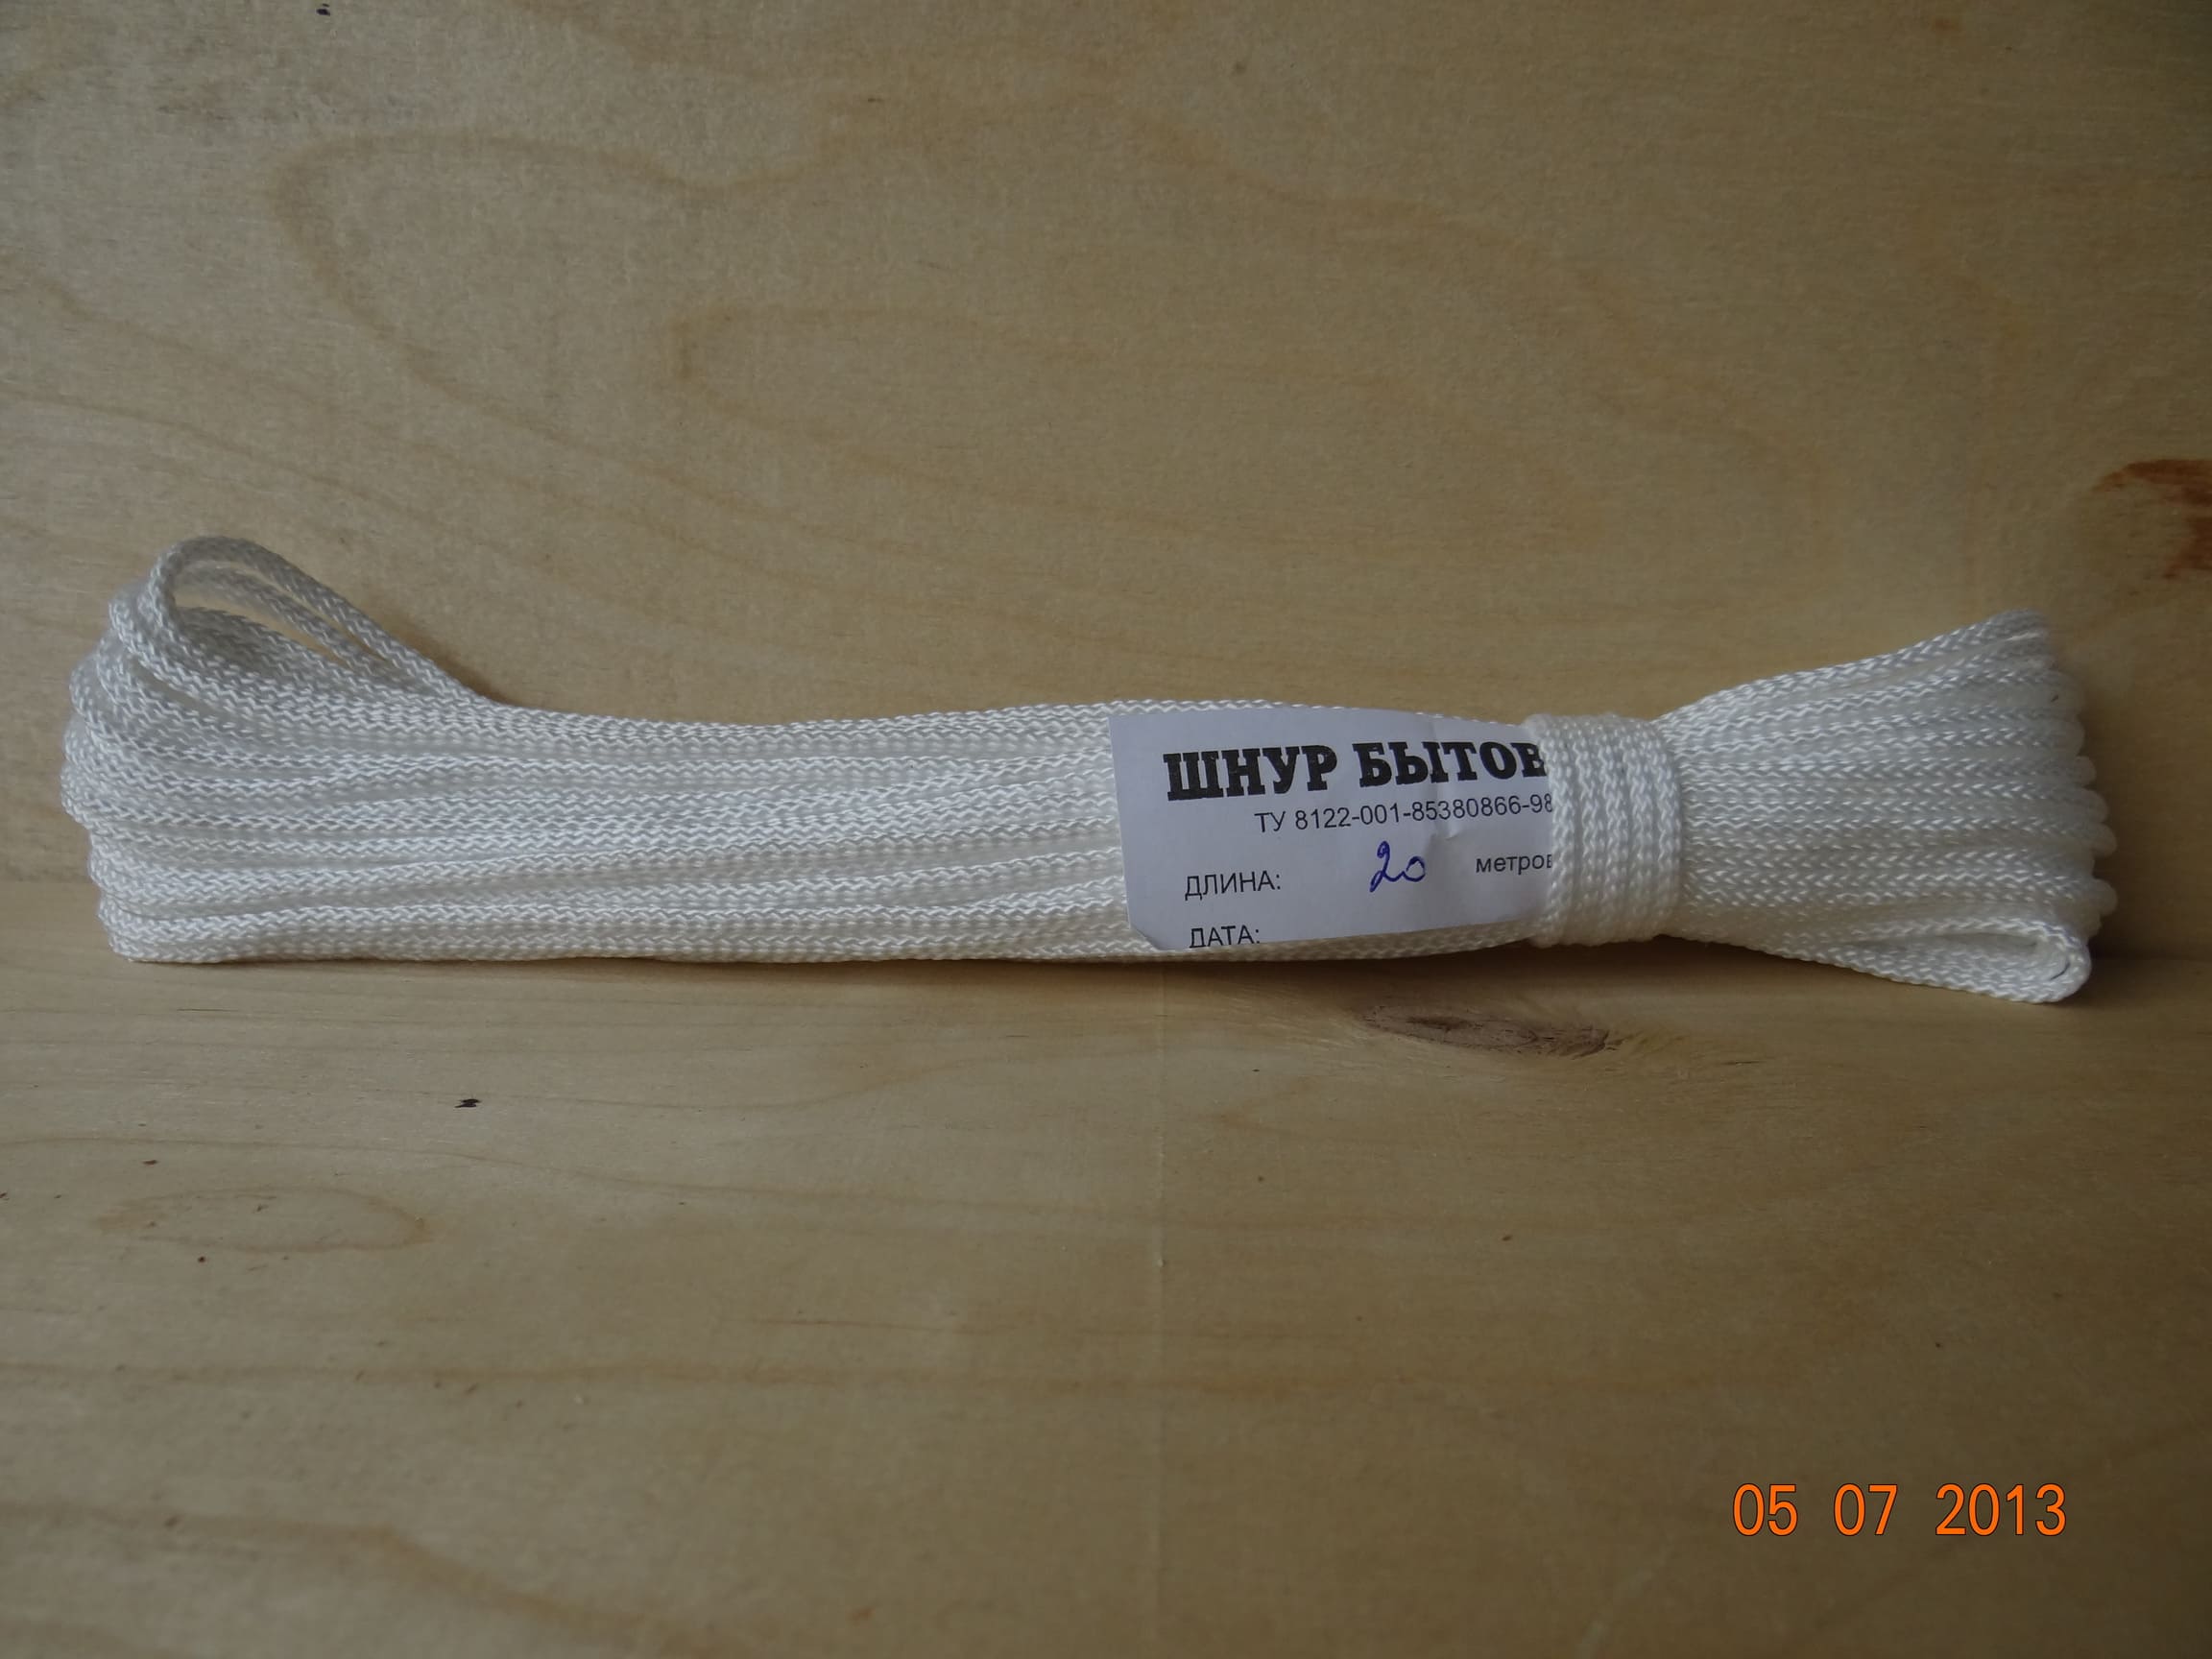 ШНУР БЫТОВ
ТУ 8122-001-85380866-98
ДЛИНА: 20 метров
ДАТА:
05 07 2013